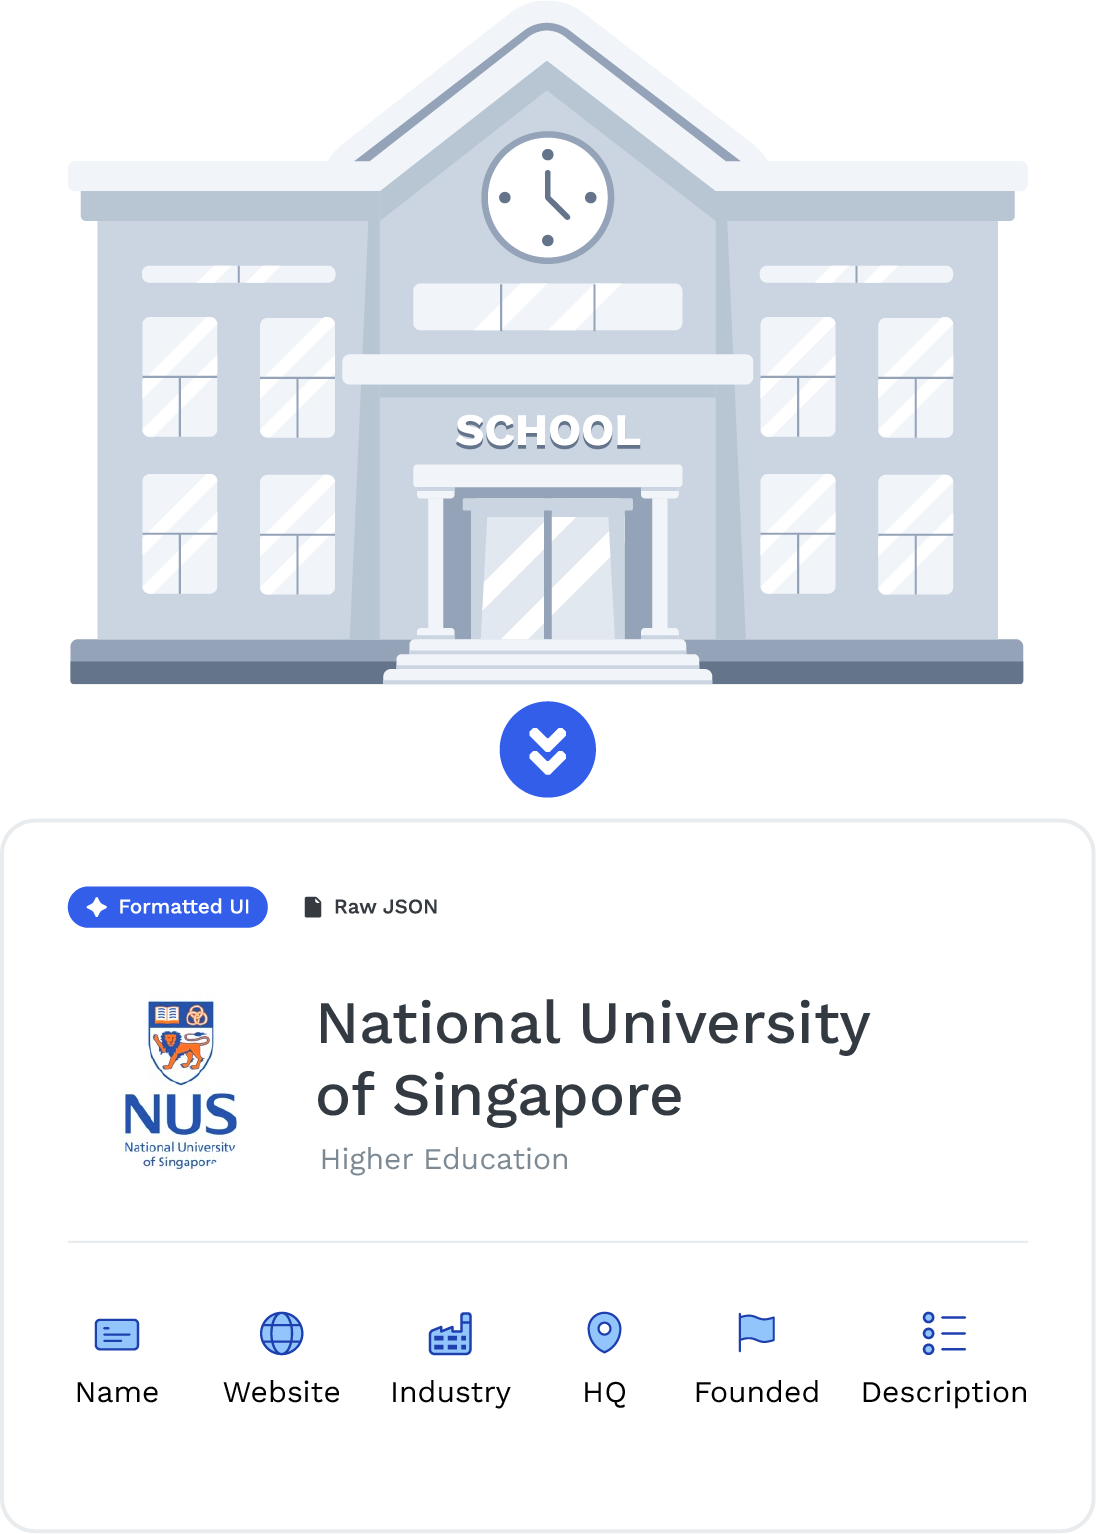 SCHOOL
Formatted UI
Raw JSON
NUS
National University
of Singapore
National University
of Singapore
Higher Education
Name
Website
Industry
HQ
Founded
Description